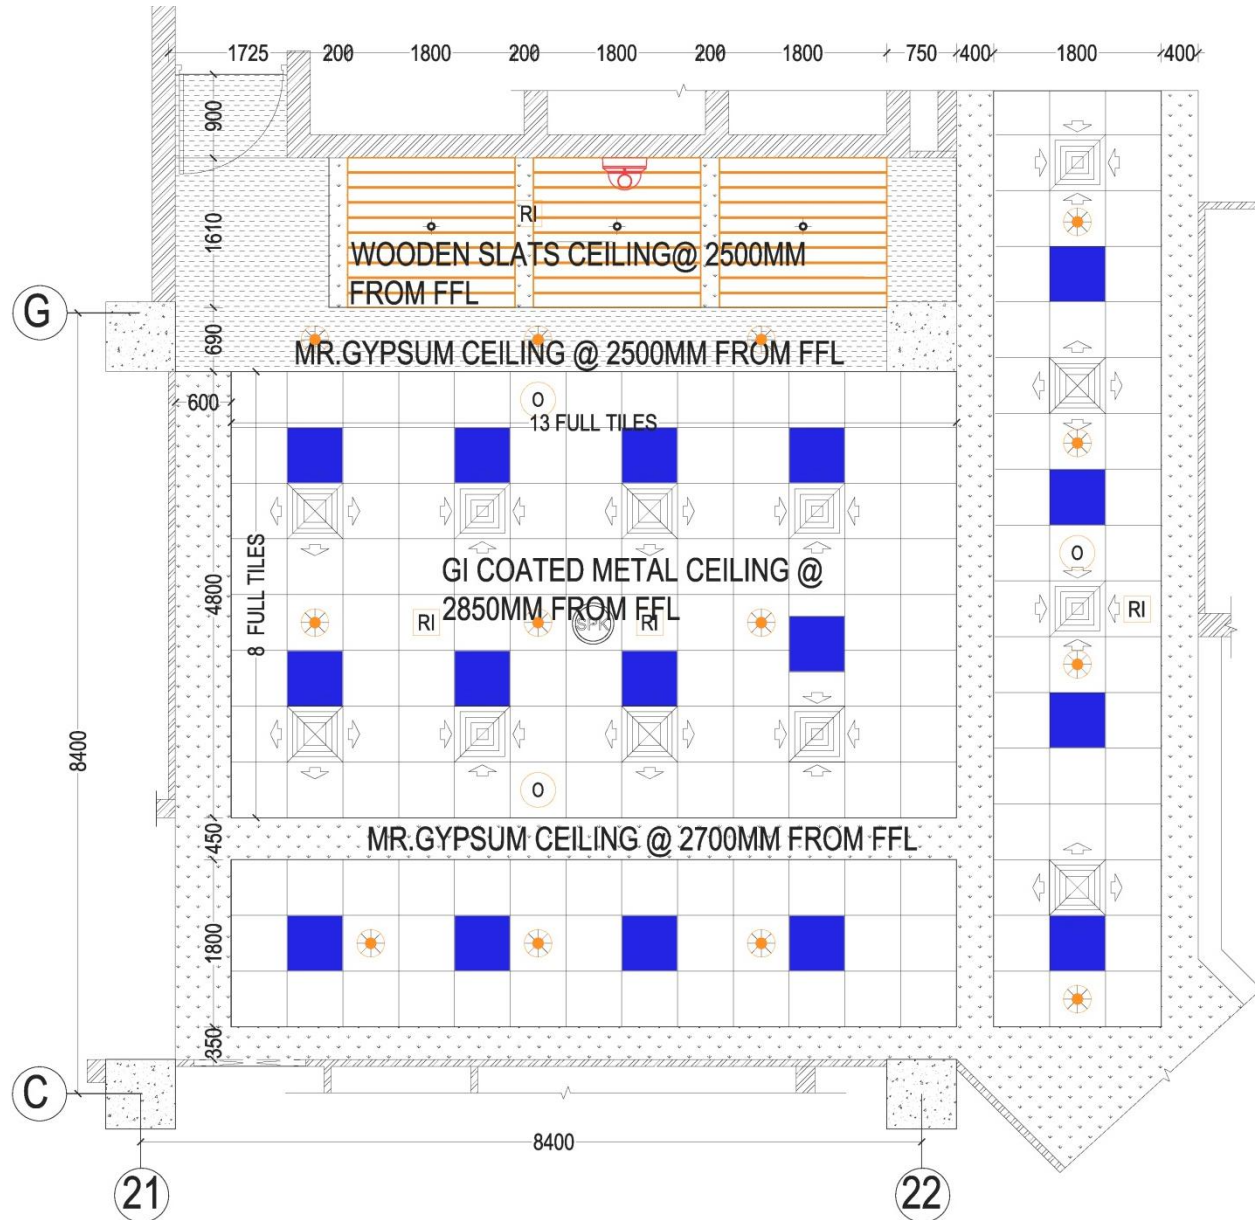 1725 200 1800 200 1800 200 1800 750 400 1800 400
900
1610
RI
WOODEN SLATS CEILING@ 2500MM
FROM FFL
G
690
MR.GYPSUM CEILING @ 2500MM FROM FFL
600
O
13 FULL TILES
8 FULL TILES
4800
GI COATED METAL CEILING @
2850MM FROM FFL
O
RI
SPK
RI
RI
8400
O
450
MR.GYPSUM CEILING @ 2700MM FROM FFL
1800
350
C
8400
21
22